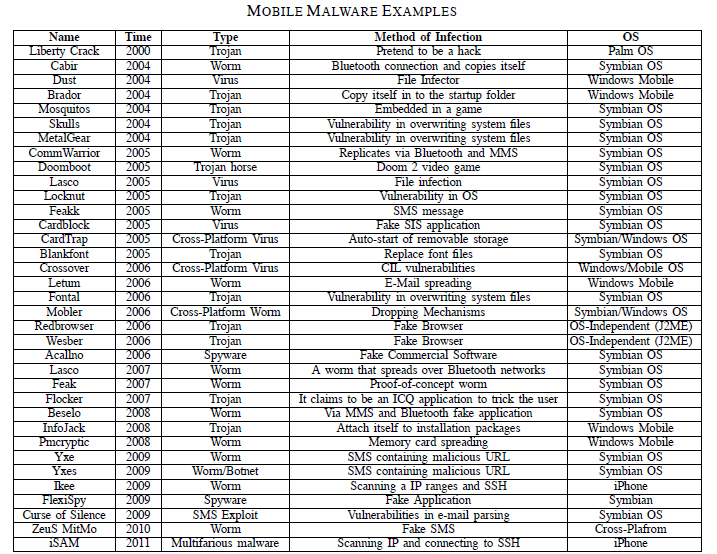 MOBILE MALWARE EXAMPLES
Name Time Type Method of Infection OS
Liberty Crack 2000 Trojan Pretend to be a hack Palm OS
Cabir 2004 Worm Bluetooth connection and copies itself Symbian OS
Dust 2004 Virus File Infector Windows Mobile
Brador 2004 Trojan Copy itself in to the startup folder Windows Mobile
Mosquitos 2004 Trojan Embedded in a game Symbian OS
Skulls 2004 Trojan Vulnerability in overwriting system files Symbian OS
MetalGear 2004 Trojan Vulnerability in overwriting system files Symbian OS
CommWarrior 2005 Worm Replicates via Bluetooth and MMS Symbian OS
Doomboot 2005 Trojan horse Doom 2 video game Symbian OS
Lasco 2005 Virus File infection Symbian OS
Locknut 2005 Trojan Vulnerability in OS Symbian OS
Feakk 2005 Worm SMS message Symbian OS
Cardblock 2005 Virus Fake SIS application Symbian OS
CardTrap 2005 Cross-Platform Virus Auto-start of removable storage Symbian/Windows OS
Blankfont 2005 Trojan Replace font files Symbian OS
Crossover 2006 Cross-Platform Virus CIL vulnerabilities Windows/Mobile OS
Letum 2006 Worm E-Mail spreading Windows Mobile
Fontal 2006 Trojan Vulnerability in overwriting system files Symbian OS
Mobler 2006 Cross-Platform Worm Dropping Mechanisms Symbian/Windows OS
Redbrowser 2006 Trojan Fake Browser OS-Independent (J2ME)
Wesber 2006 Trojan Fake Browser OS-Independent (J2ME)
Acallno 2006 Spyware Fake Commercial Software Symbian OS
Lasco 2007 Worm A worm that spreads over Bluetooth networks Symbian OS
Feak 2007 Worm Proof-of-concept worm Symbian OS
Flocker 2007 Trojan It claims to be an ICQ application to trick the user Symbian OS
Beselo 2008 Worm Via MMS and Bluetooth fake application Symbian OS
InfoJack 2008 Trojan Attach itself to installation packages Windows Mobile
Pmcryptic 2008 Worm Memory card spreading Windows Mobile
Yxe 2009 Worm SMS containing malicious URL Symbian OS
Yxes 2009 Worm/Botnet SMS containing malicious URL Symbian OS
Ikee 2009 Worm Scanning a IP ranges and SSH iPhone
FlexiSpy 2009 Spyware Fake Application Symbian
Curse of Silence 2009 SMS Exploit Vulnerabilities in e-mail parsing Symbian OS
ZeuS MitMo 2010 Worm Fake SMS Cross-Plafrom
iSAM 2011 Multifarious malware Scanning IP and connecting to SSH iPhone